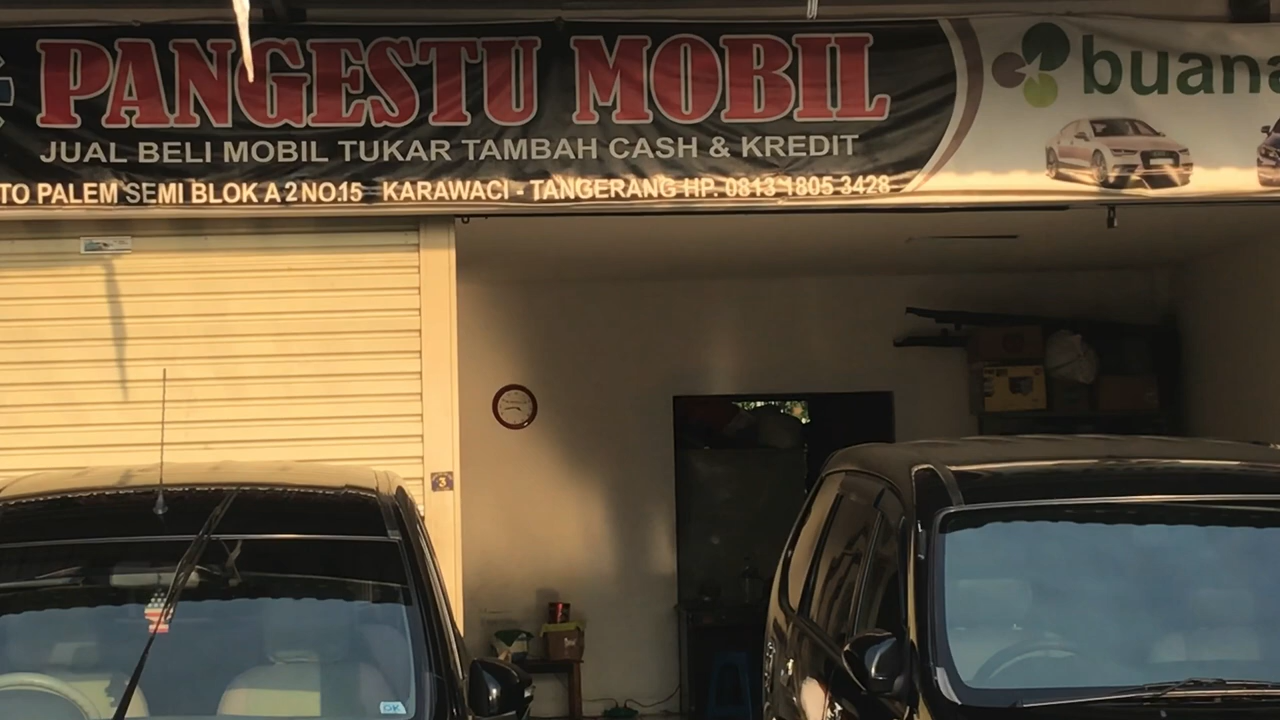 PANGESTU MOBIL
JUAL BELI MOBIL TUKAR TAMBAH CASH & KREDIT
TO PALEM SEMI BLOK A 2 NO.15 KARAWACI - TANGERANG HP. 0813 1805 3428
buana
3